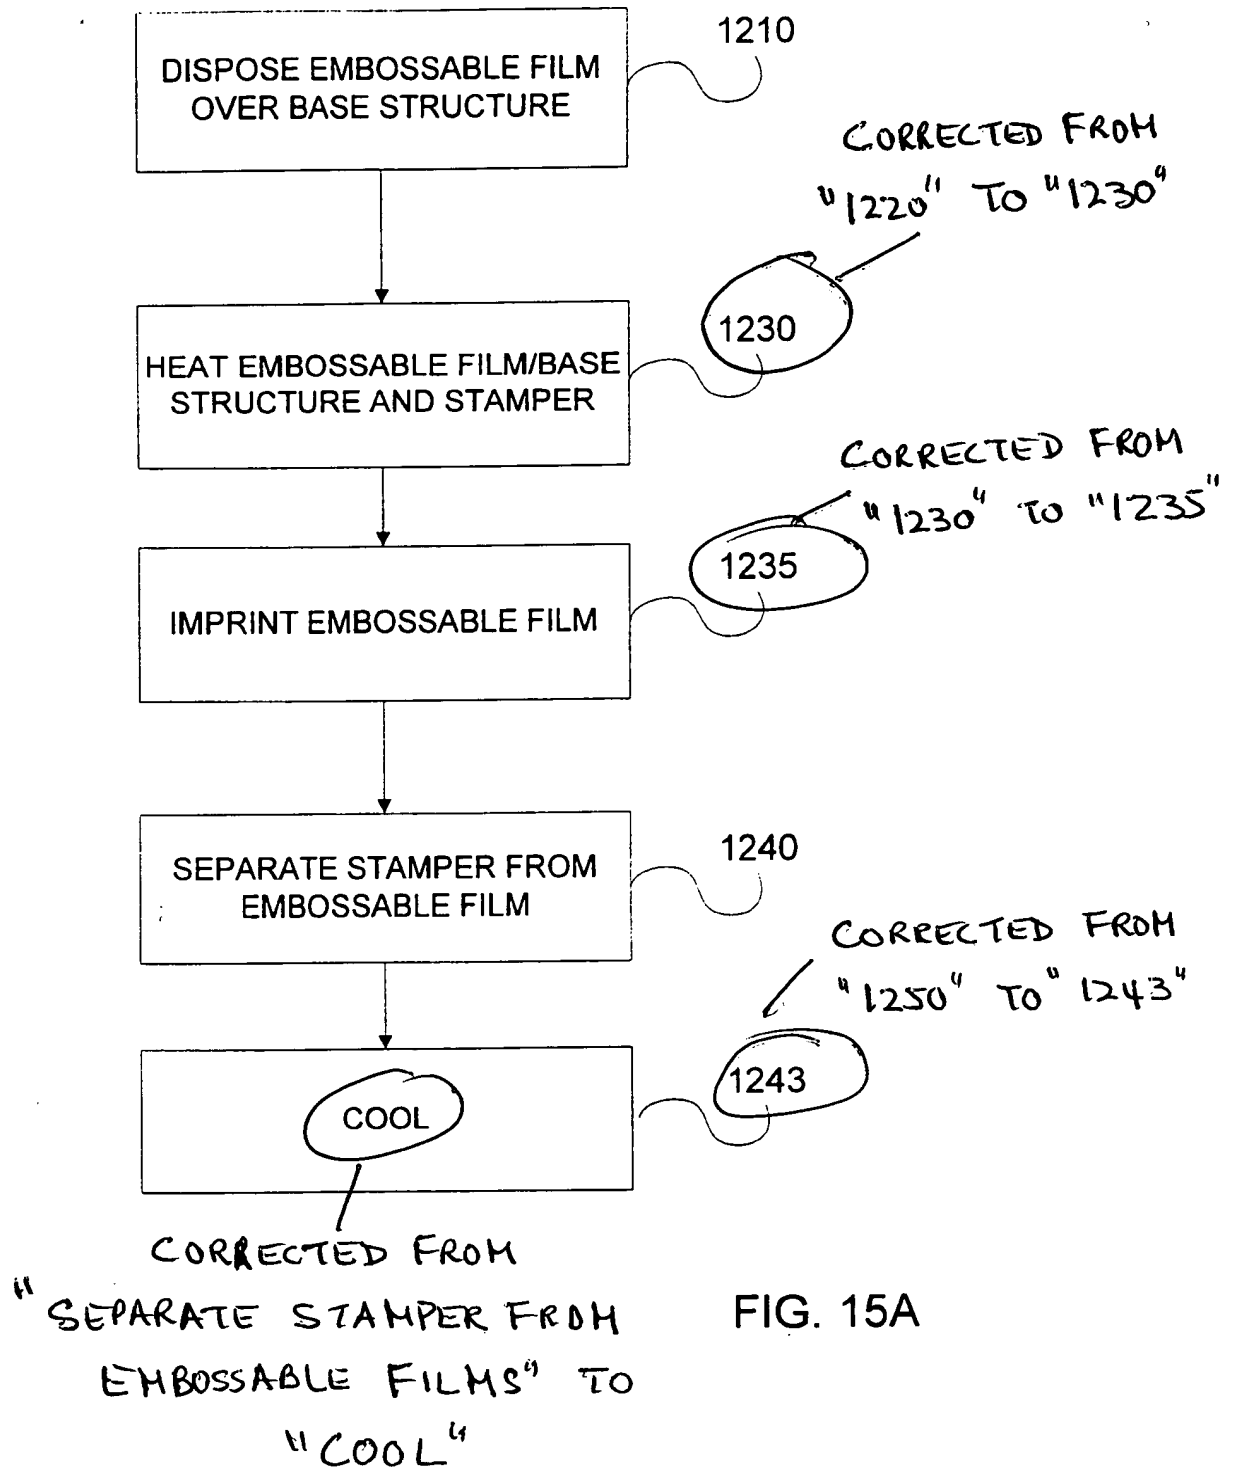 1210
DISPOSE EMBOSSABLE FILM
OVER BASE STRUCTURE
CORRECTED FROM
"1220" TO "1230"
1230
HEAT EMBOSSABLE FILM/BASE
STRUCTURE AND STAMPER
CORRECTED FROM
"1230" TO "1235"
1235
IMPRINT EMBOSSABLE FILM
1240
SEPARATE STAMPER FROM
EMBOSSABLE FILM
CORRECTED FROM
"1250" TO "1243"
1243
COOL
CORRECTED FROM
"SEPARATE STAMPER FROM
EMBOSSABLE FILMS" TO
"COOL"
FIG. 15A